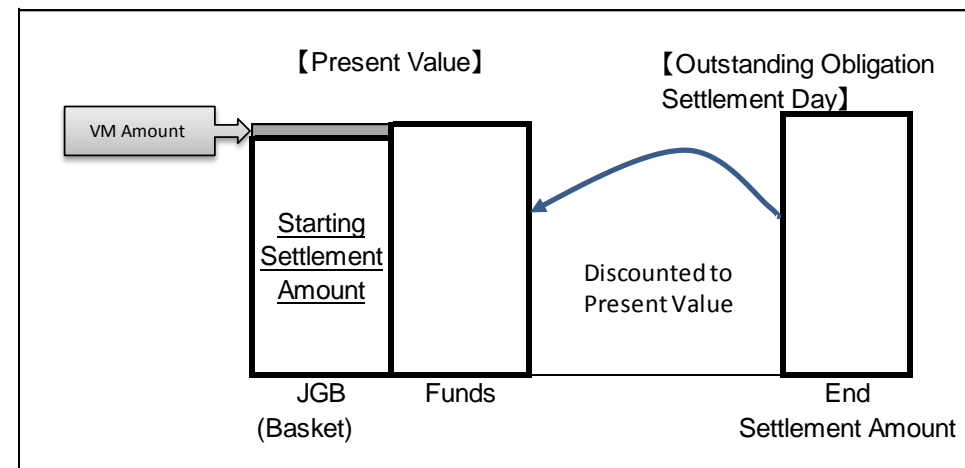 【Present Value】
【Outstanding Obligation
Settlement Day】
VM Amount
Starting
Settlement
Amount
Discounted to
Present Value
JGB
(Basket)
Funds
End
Settlement Amount